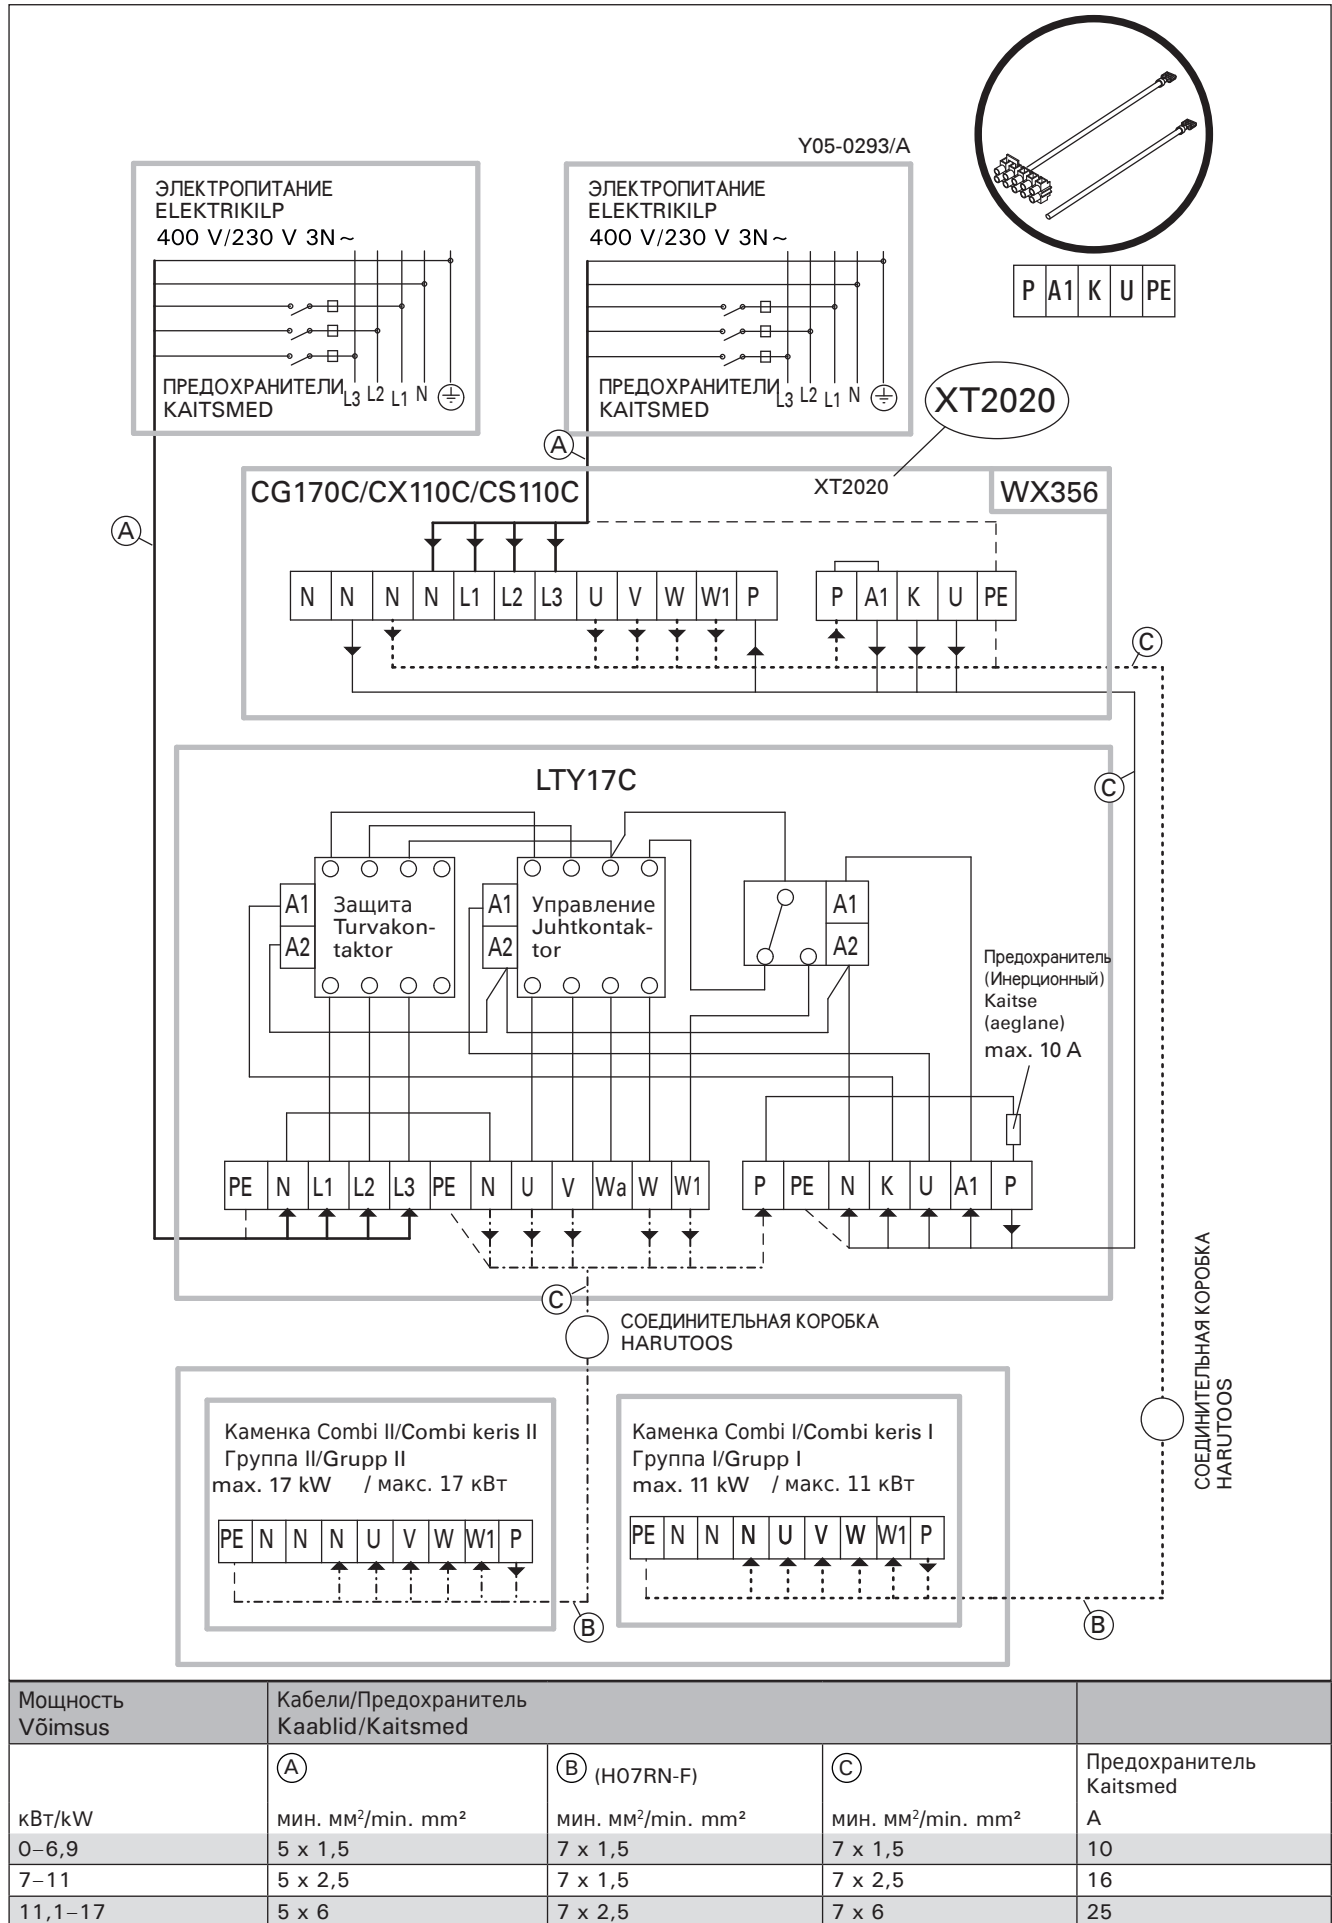 Y05-0293/A
ЭЛЕКТРОПИТАНИЕ
ELEKTRIKILP
400 V/230 V 3N~
ПРЕДОХРАНИТЕЛИ
KAITSMED
L3 L2 L1 N
ЭЛЕКТРОПИТАНИЕ
ELEKTRIKILP
400 V/230 V 3N~
ПРЕДОХРАНИТЕЛИ
KAITSMED
L3 L2 L1 N
P A1 K U PE
XT2020
A
A
CG170C/CX110C/CS110C
XT2020
WX356
N N N N L1 L2 L3 U V W W1 P
P A1 K U PE
C
LTY17C
C
A1
A2
Защита
Turvakon-
taktor
A1
A2
Управление
Juhtkontak-
tor
A1
A2
Предохранитель
(Инерционный)
Kaitse
(aeglane)
max. 10 A
PE N L1 L2 L3 PE N U V Wa W W1
P PE N K U A1 P
C
СОЕДИНИТЕЛЬНАЯ КОРОБКА
HARUTOOS
СОЕДИНИТЕЛЬНАЯ КОРОБКА
HARUTOOS
Каменка Combi II/Combi keris II
Группа II/Grupp II
max. 17 kW / макс. 17 кВт
PE N N N U V W W1 P
B
Каменка Combi I/Combi keris I
Группа I/Grupp I
max. 11 kW / макс. 11 кВт
PE N N N U V W W1 P
B
Мощность
Võimsus
Кабели/Предохранитель
Kaablid/Kaitsmed
A
B (H07RN-F)
C
Предохранитель
Kaitsmed
кВт/kW мин. мм²/min. mm² мин. мм²/min. mm² мин. мм²/min. mm² A
0–6,9 5 x 1,5 7 x 1,5 7 x 1,5 10
7–11 5 x 2,5 7 x 1,5 7 x 2,5 16
11,1–17 5 x 6 7 x 2,5 7 x 6 25